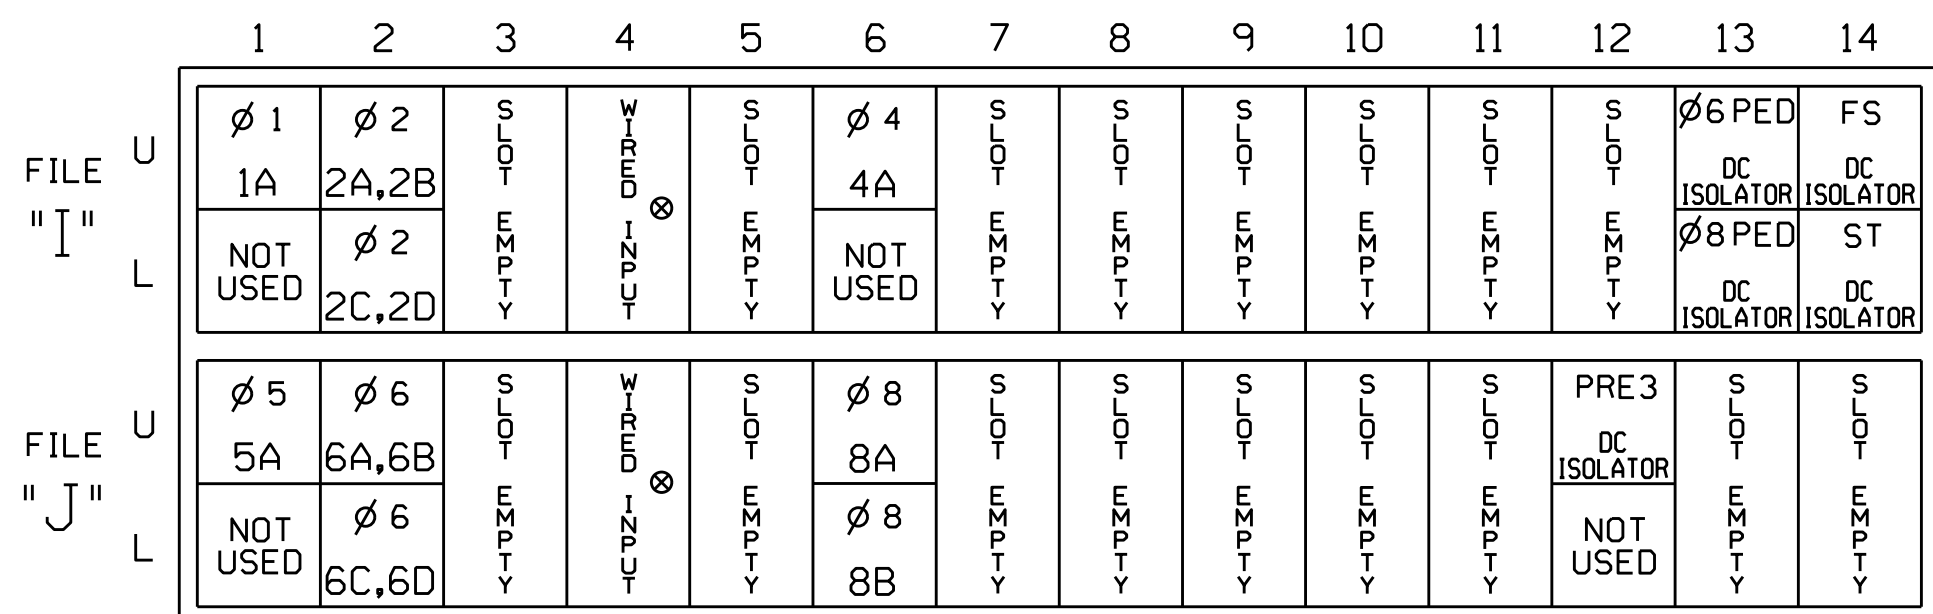 1 2 3 4 5 6 7 8 9 10 11 12 13 14
FILE "I"
U
Ø 1 1A
Ø 2 2A,2B
SLOT EMPTY
WIRED INPUT ⊗
SLOT EMPTY
Ø 4 4A
SLOT EMPTY
SLOT EMPTY
SLOT EMPTY
SLOT EMPTY
SLOT EMPTY
SLOT EMPTY
Ø6 PED DC ISOLATOR
FS DC ISOLATOR
L
NOT USED
Ø 2 2C,2D
NOT USED
Ø8 PED DC ISOLATOR
ST DC ISOLATOR
FILE "J"
U
Ø 5 5A
Ø 6 6A,6B
SLOT EMPTY
WIRED INPUT ⊗
SLOT EMPTY
Ø 8 8A
SLOT EMPTY
SLOT EMPTY
SLOT EMPTY
SLOT EMPTY
SLOT EMPTY
PRE3 DC ISOLATOR
SLOT EMPTY
SLOT EMPTY
L
NOT USED
Ø 6 6C,6D
Ø 8 8B
NOT USED